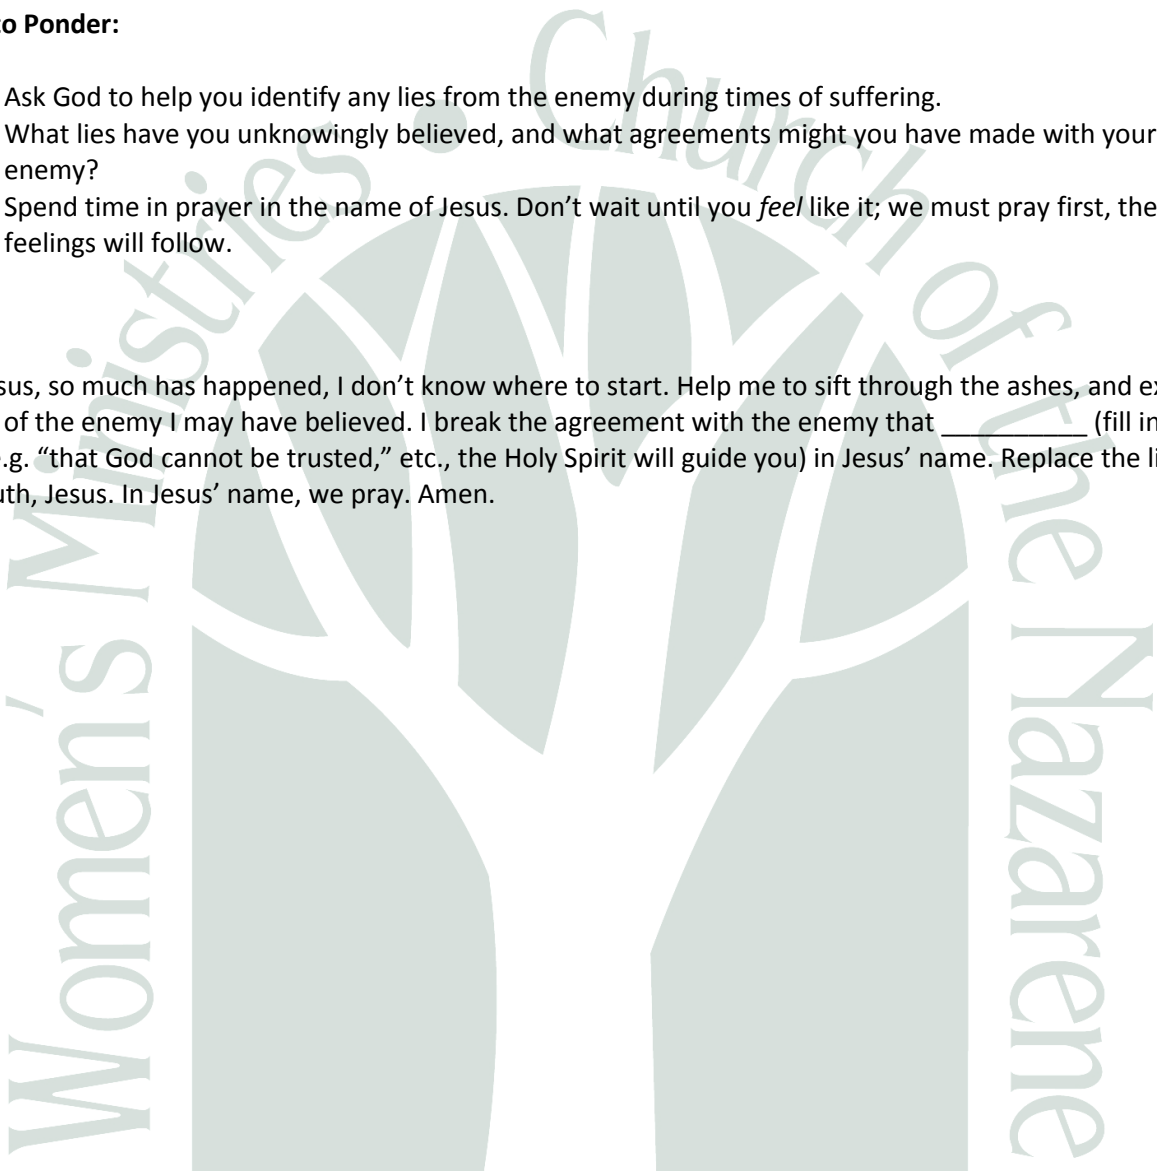 to Ponder:
Ask God to help you identify any lies from the enemy during times of suffering.
What lies have you unknowingly believed, and what agreements might you have made with your
enemy?
Spend time in prayer in the name of Jesus. Don’t wait until you feel like it; we must pray first, the
feelings will follow.
sus, so much has happened, I don’t know where to start. Help me to sift through the ashes, and ex
of the enemy I may have believed. I break the agreement with the enemy that __________ (fill in
e.g. “that God cannot be trusted,” etc., the Holy Spirit will guide you) in Jesus’ name. Replace the li
uth, Jesus. In Jesus’ name, we pray. Amen.
Women's Ministries • Church of the Nazarene